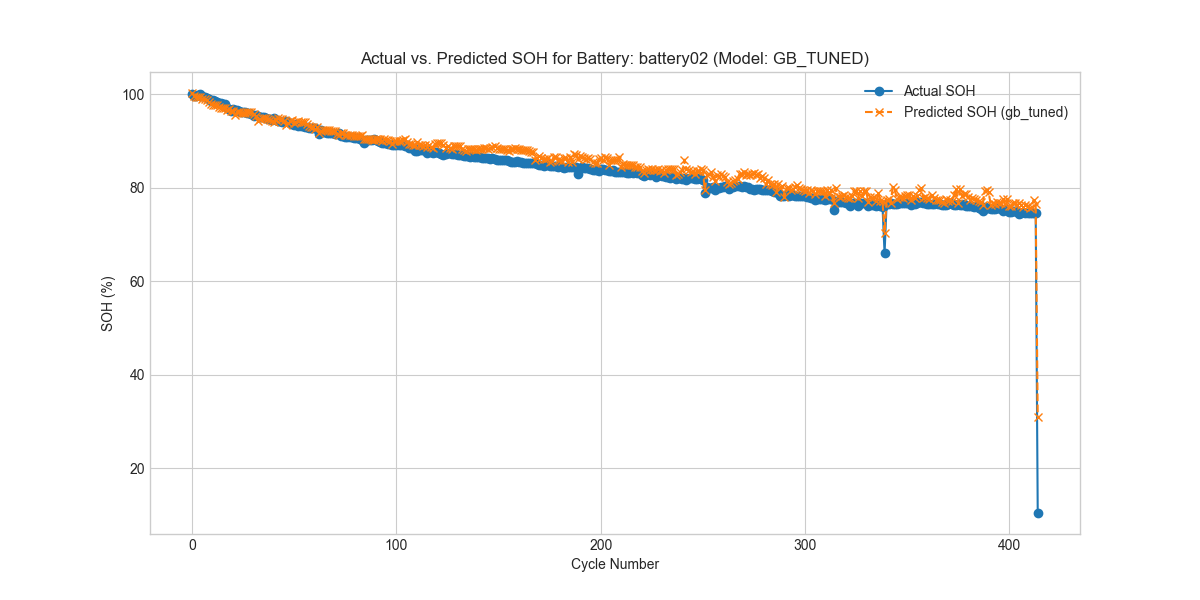 Actual vs. Predicted SOH for Battery: battery02 (Model: GB_TUNED)
Actual SOH
Predicted SOH (gb_tuned)
100
80
60
40
20
SOH (%)
0 100 200 300 400
Cycle Number